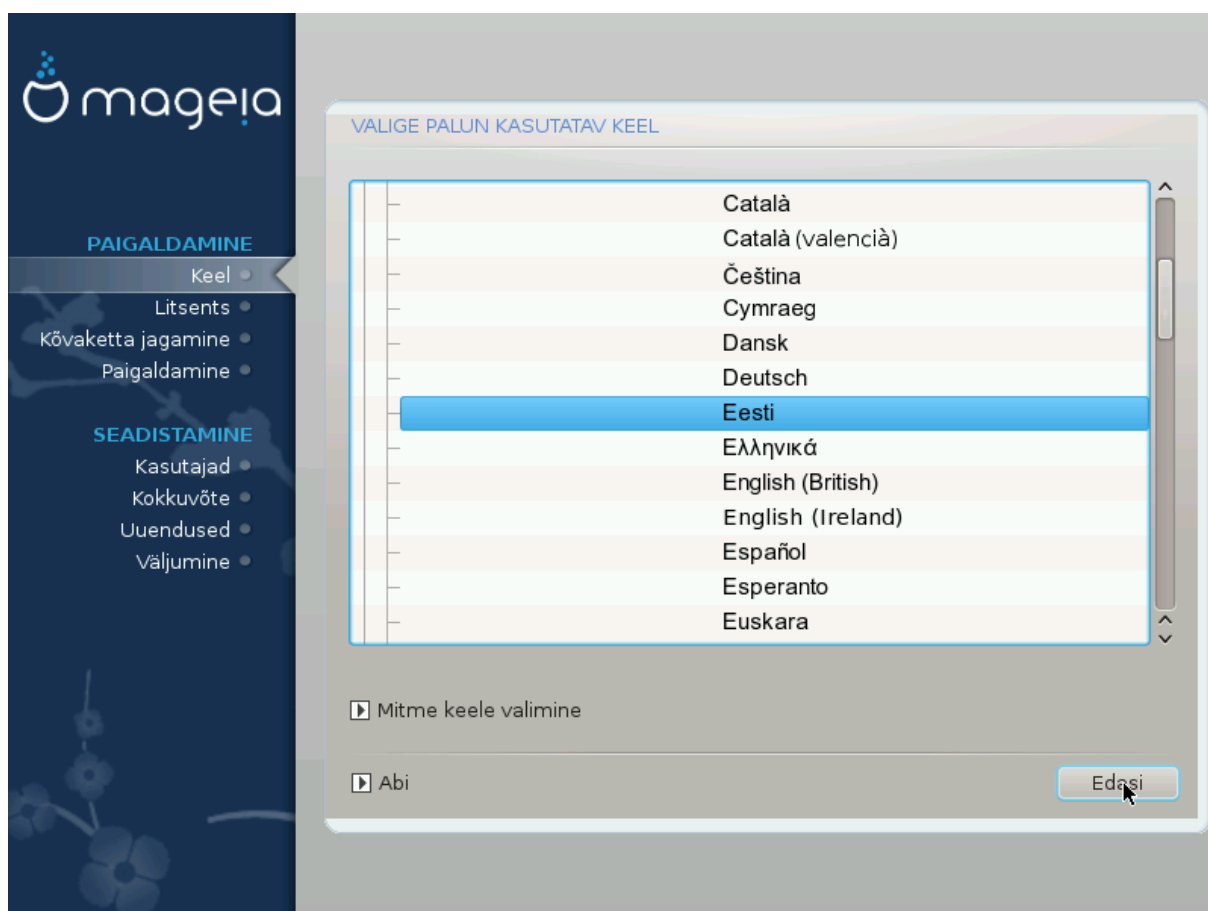 mageia
PAIGALDAMINE
Keel
Litsents
Kõvaketta jagamine
Paigaldamine
SEADISTAMINE
Kasutajad
Kokkuvõte
Uuendused
Väljumine
VALIGE PALUN KASUTATAV KEEL
Català
Català (valencià)
Čeština
Cymraeg
Dansk
Deutsch
Eesti
Ελληνικά
English (British)
English (Ireland)
Español
Esperanto
Euskara
Mitme keele valimine
Abi
Edasi